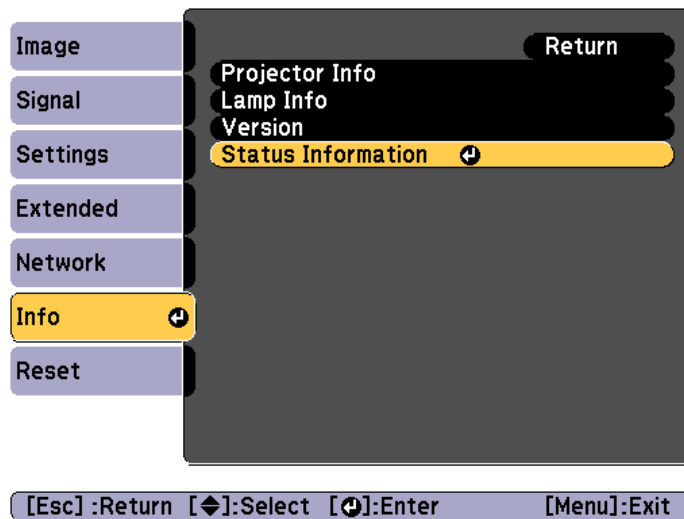 Image
Signal
Settings
Extended
Network
Info
Reset
Return
Projector Info
Lamp Info
Version
Status Information
[Esc] :Return [◆]:Select [⏎]:Enter [Menu]:Exit